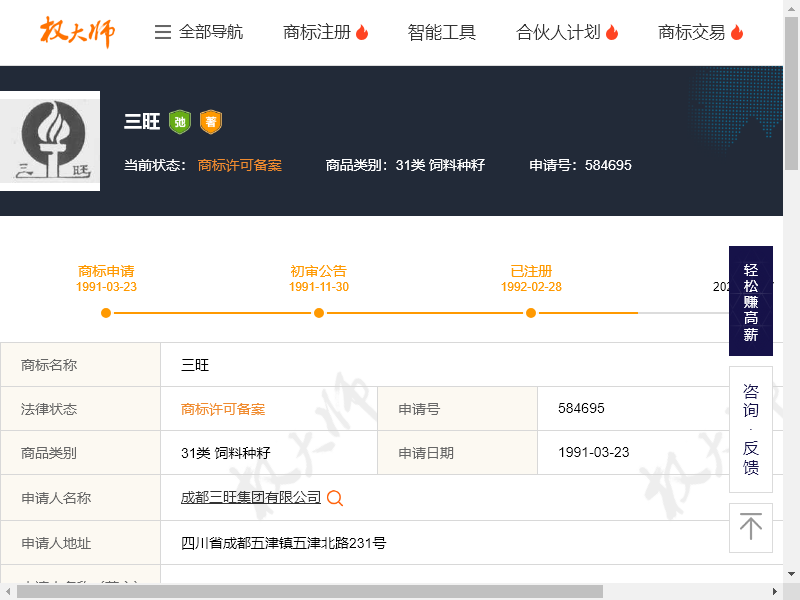 权大师
全部导航
商标注册
智能工具
合伙人计划
商标交易
三旺
三旺 驰 著
当前状态： 商标许可备案 商品类别：31类 饲料种籽 申请号：584695
商标申请
1991-03-23
初审公告
1991-11-30
已注册
1992-02-28
轻松赚高薪
商标名称 三旺
法律状态 商标许可备案 申请号 584695
商品类别 31类 饲料种籽 申请日期 1991-03-23
申请人名称 成都三旺集团有限公司
申请人地址 四川省成都五津镇五津北路231号
咨询·反馈
权大师